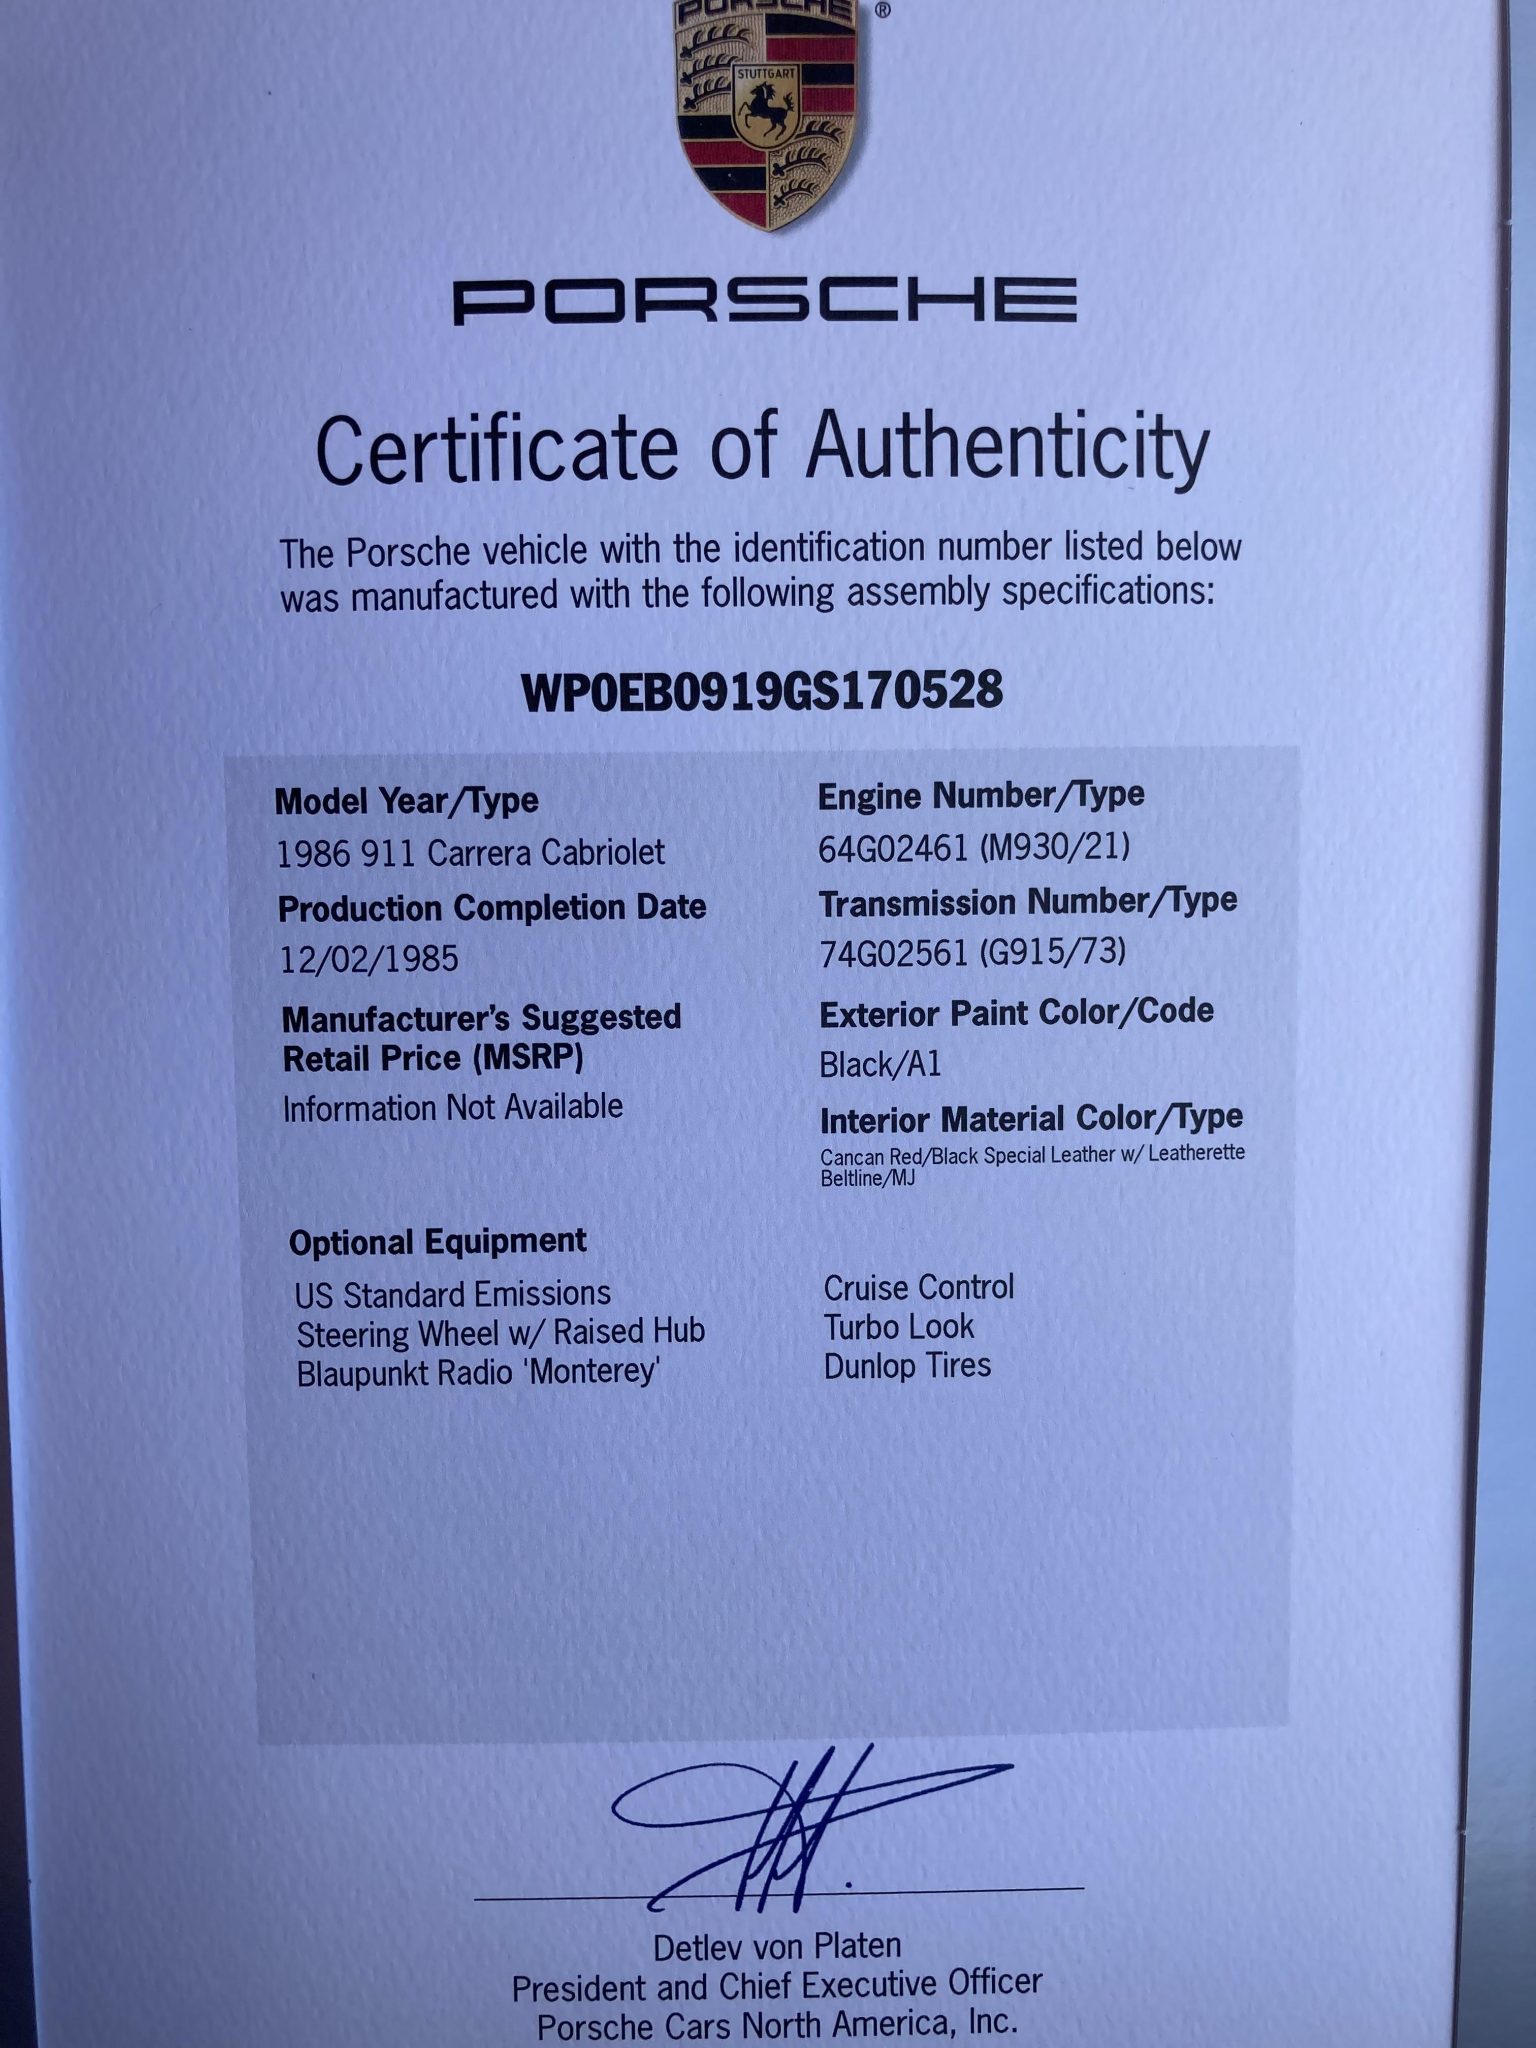 PORSCHE
®
STUTTGART
PORSCHE
Certificate of Authenticity
The Porsche vehicle with the identification number listed below
was manufactured with the following assembly specifications:
WP0EB0919GS170528
Model Year/Type
1986 911 Carrera Cabriolet
Production Completion Date
12/02/1985
Manufacturer's Suggested
Retail Price (MSRP)
Information Not Available
Engine Number/Type
64G02461 (M930/21)
Transmission Number/Type
74G02561 (G915/73)
Exterior Paint Color/Code
Black/A1
Interior Material Color/Type
Cancan Red/Black Special Leather w/ Leatherette
Beltline/MJ
Optional Equipment
US Standard Emissions
Steering Wheel w/ Raised Hub
Blaupunkt Radio 'Monterey'
Cruise Control
Turbo Look
Dunlop Tires
Detlev von Platen
President and Chief Executive Officer
Porsche Cars North America, Inc.